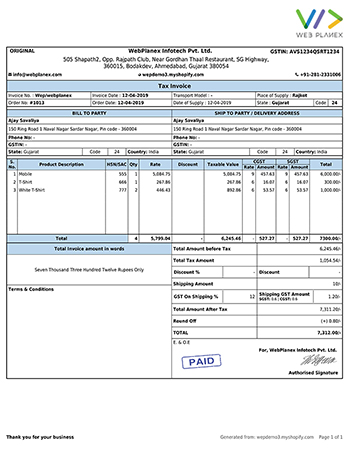 WEB PLANEX
ORIGINAL
WebPlanex Infotech Pvt. Ltd.
GSTIN: AVS1234QSRT1234
505 Shapath2, Opp. Rajpath Club, Near Gordhan Thaal Restaurant, SG Highway,
360015, Bodakdev, Ahmedabad, Gujarat 380054
info@webplanex.com
wepdemo3.myshopify.com
+91-281-2331006
Tax Invoice
Invoice No. : Wop/webplanex
Invoice Date : 12-04-2019
Transport Model : -
Place of Supply : Rajkot
Order No: #1013
Order Date: 12-04-2019
Date of Supply : -
State : Gujarat
Code
24
BILL TO PARTY
SHIP TO PARTY / DELIVERY ADDRESS
Ajay Savaliya
Ajay Savaliya
150 Ring Road 1 Naval Nagar Sardar Nagar, Pin code - 360004
150 Ring Road 1 Naval Nagar Sardar Nagar, Pin code - 360004
Phone No: -
Phone No: -
GSTIN: -
GSTIN: -
State: Gujarat
Code
24
Country: India
State: Gujarat
Code
24
Country: India
S. No.
Product Description
HSN/SAC
Qty
Rate
Discount
Taxable Value
CGST
SGST
Total
Rate Amount
Rate Amount
1 Mobile 555 1 5,084.75 5,084.75 9 457.63 9 457.63 6,000.00/-
2 T-Shirt 666 1 267.86 267.86 6 16.07 6 16.07 300.00/-
3 White T-Shirt 777 2 446.43 892.86 6 53.57 6 53.57 1,000.00/-
Total 4 5,799.04 - 6,245.46 - 527.27 - 527.27 7300.00/-
Total Invoice amount in words
Total Amount before Tax
6,245.46/-
Total Tax Amount
1,054.54/-
Seven Thousand Three Hundred Twelve Rupees Only
Discount %
-
Discount
-
Shipping Amount
10/-
Terms & Conditions
GST On Shipping %
12
Shipping GST Amount
SGST: 0.6 | CGST: 0.6
1.20/-
Total Amount After Tax
7,311.20/-
Round Off
(+) 0.80/-
TOTAL
7,312.00/-
E. & O.E
PAID
For, WebPlanex Infotech Pvt. Ltd.
Authorised Signature
Thank you for your business
Generated from: wepdemo3.myshopify.com
Page 1 of 1